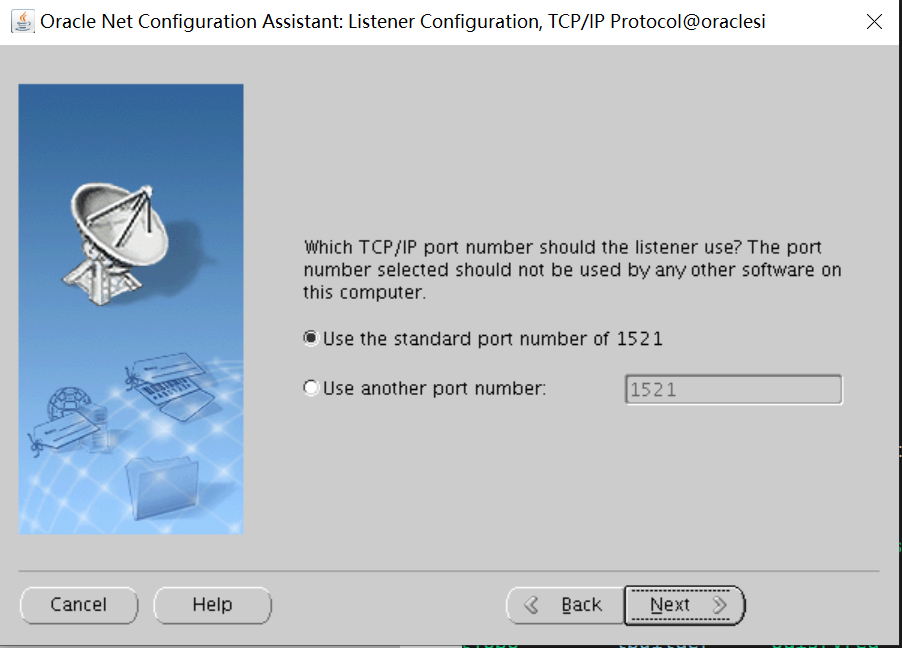 Oracle Net Configuration Assistant: Listener Configuration, TCP/IP Protocol@oraclesi
Which TCP/IP port number should the listener use? The port
number selected should not be used by any other software on
this computer.
Use the standard port number of 1521
Use another port number:
1521
Cancel
Help
Back
Next